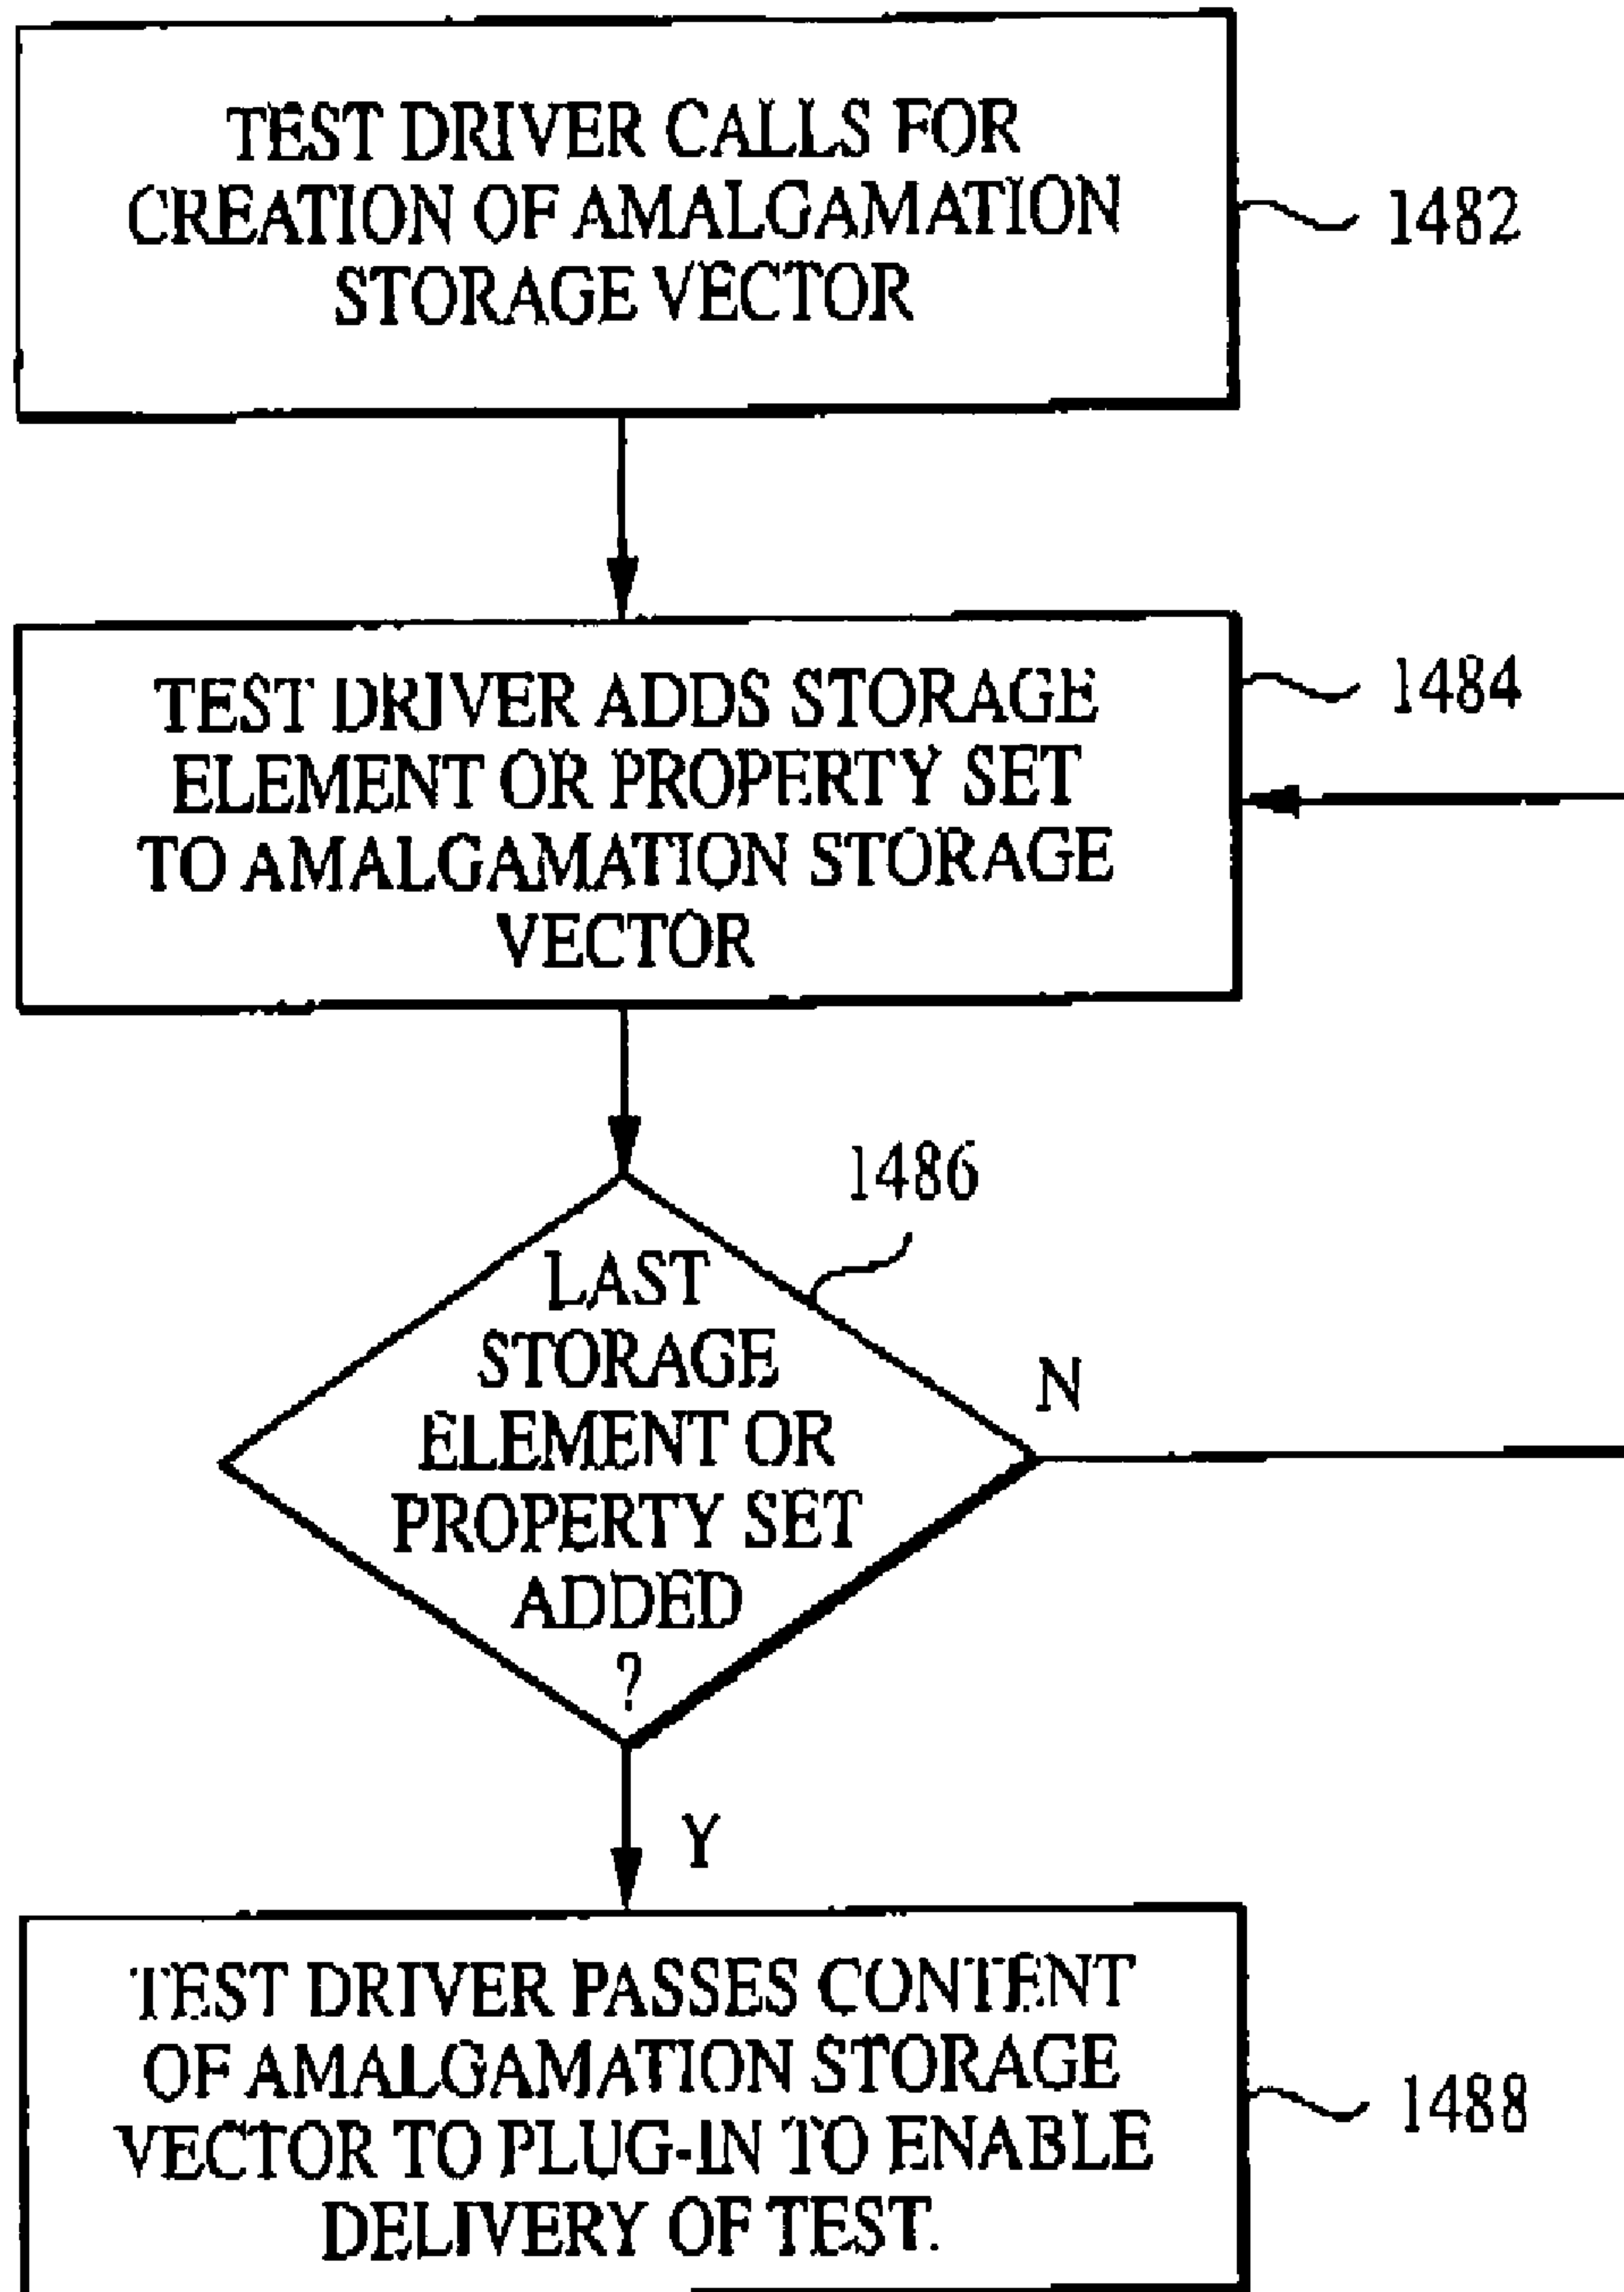 TEST DRIVER CALLS FOR
CREATION OF AMALGAMATION
STORAGE VECTOR
1482
TEST DRIVER ADDS STORAGE
ELEMENT OR PROPERTY SET
TO AMALGAMATION STORAGE
VECTOR
1484
1486
LAST
STORAGE
ELEMENT OR
PROPERTY SET
ADDED
?
N
Y
TEST DRIVER PASSES CONTENT
OF AMALGAMATION STORAGE
VECTOR TO PLUG-IN TO ENABLE
DELIVERY OF TEST.
1488